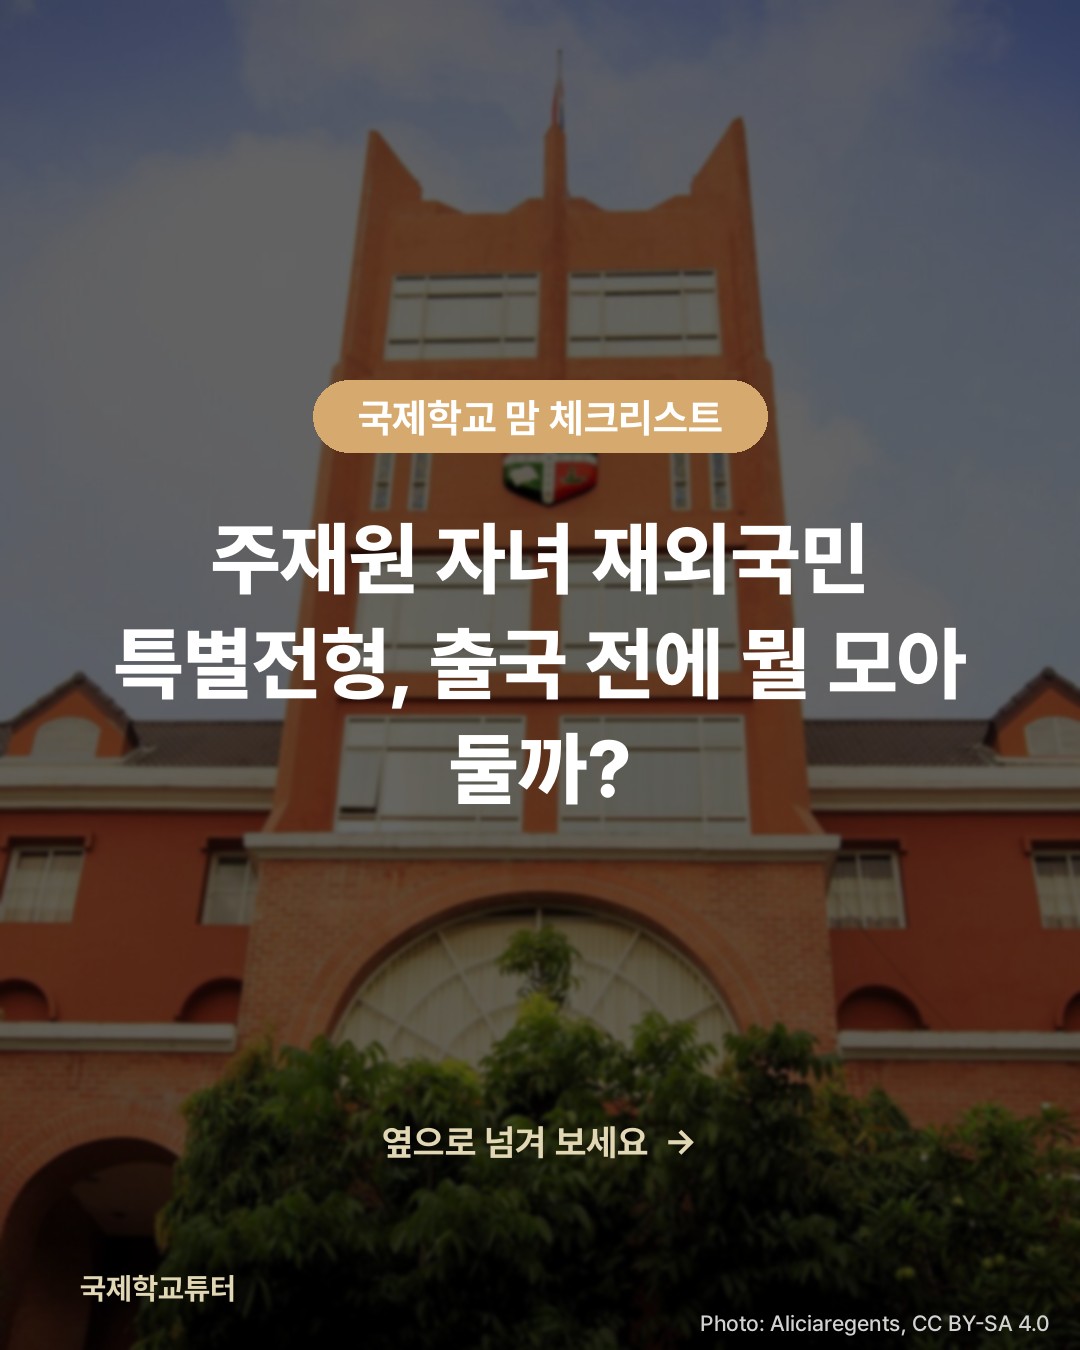 국제학교 맘 체크리스트
주재원 자녀 재외국민
특별전형, 출국 전에 뭘 모아
둘까?
옆으로 넘겨 보세요 →
국제학교튜터
Photo: Aliciaregents, CC BY-SA 4.0